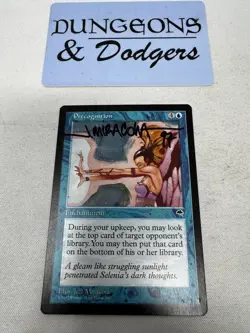 DUNGEONS
& DODGERS
Precognition
Enchantment
During your upkeep, you may look
at the top card of target opponent's
library. You may then put that card
on the bottom of his or her library.
A gleam like struggling sunlight
penetrated Selenia's dark thoughts.